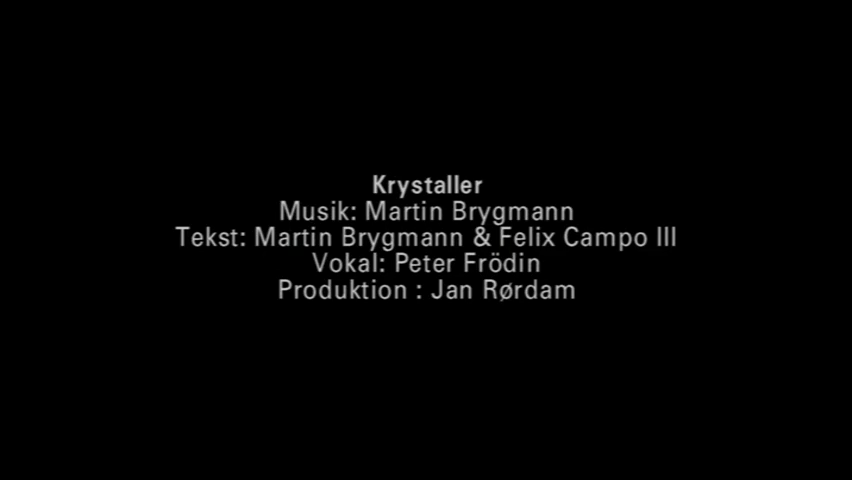 Krystaller
Musik: Martin Brygmann
Tekst: Martin Brygmann & Felix Campo III
Vokal: Peter Frödin
Produktion : Jan Rørdam